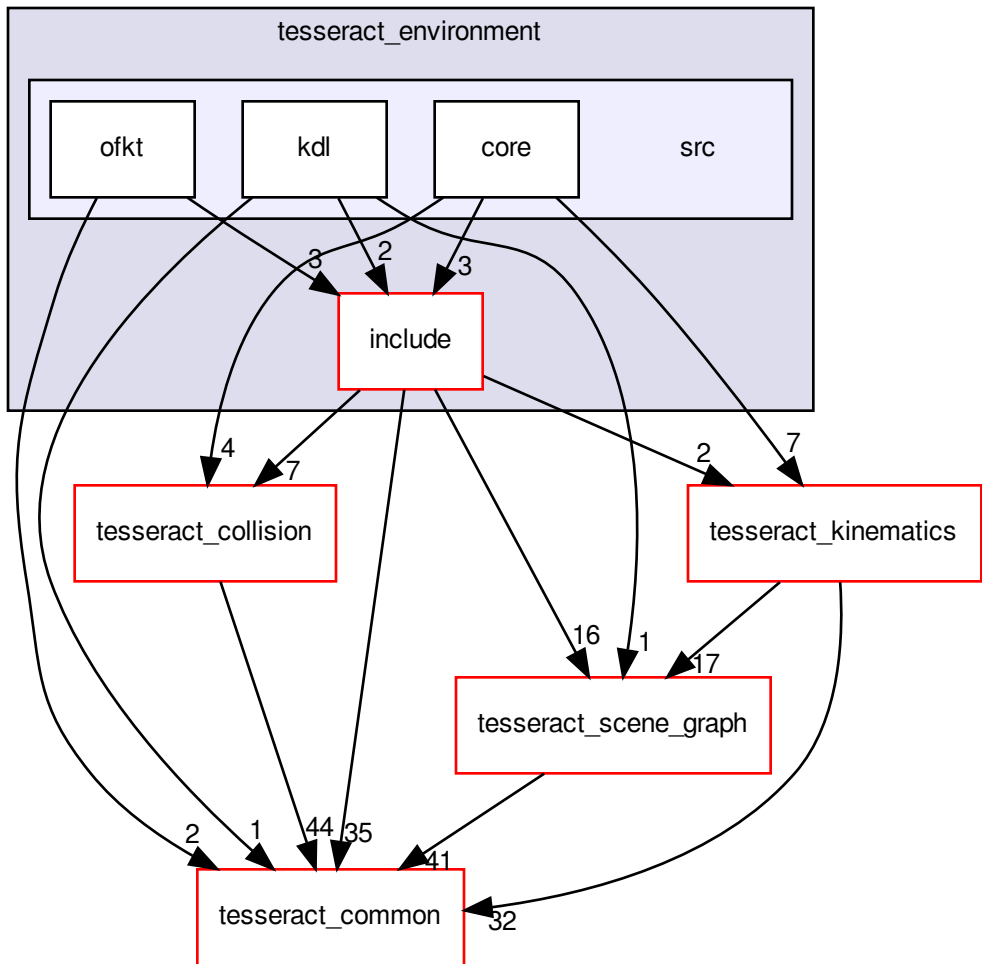 tesseract_environment
ofkt
kdl
core
src
3
2
3
include
4
7
2
7
tesseract_collision
tesseract_kinematics
16
1
17
tesseract_scene_graph
2
1
44
35
41
tesseract_common
32